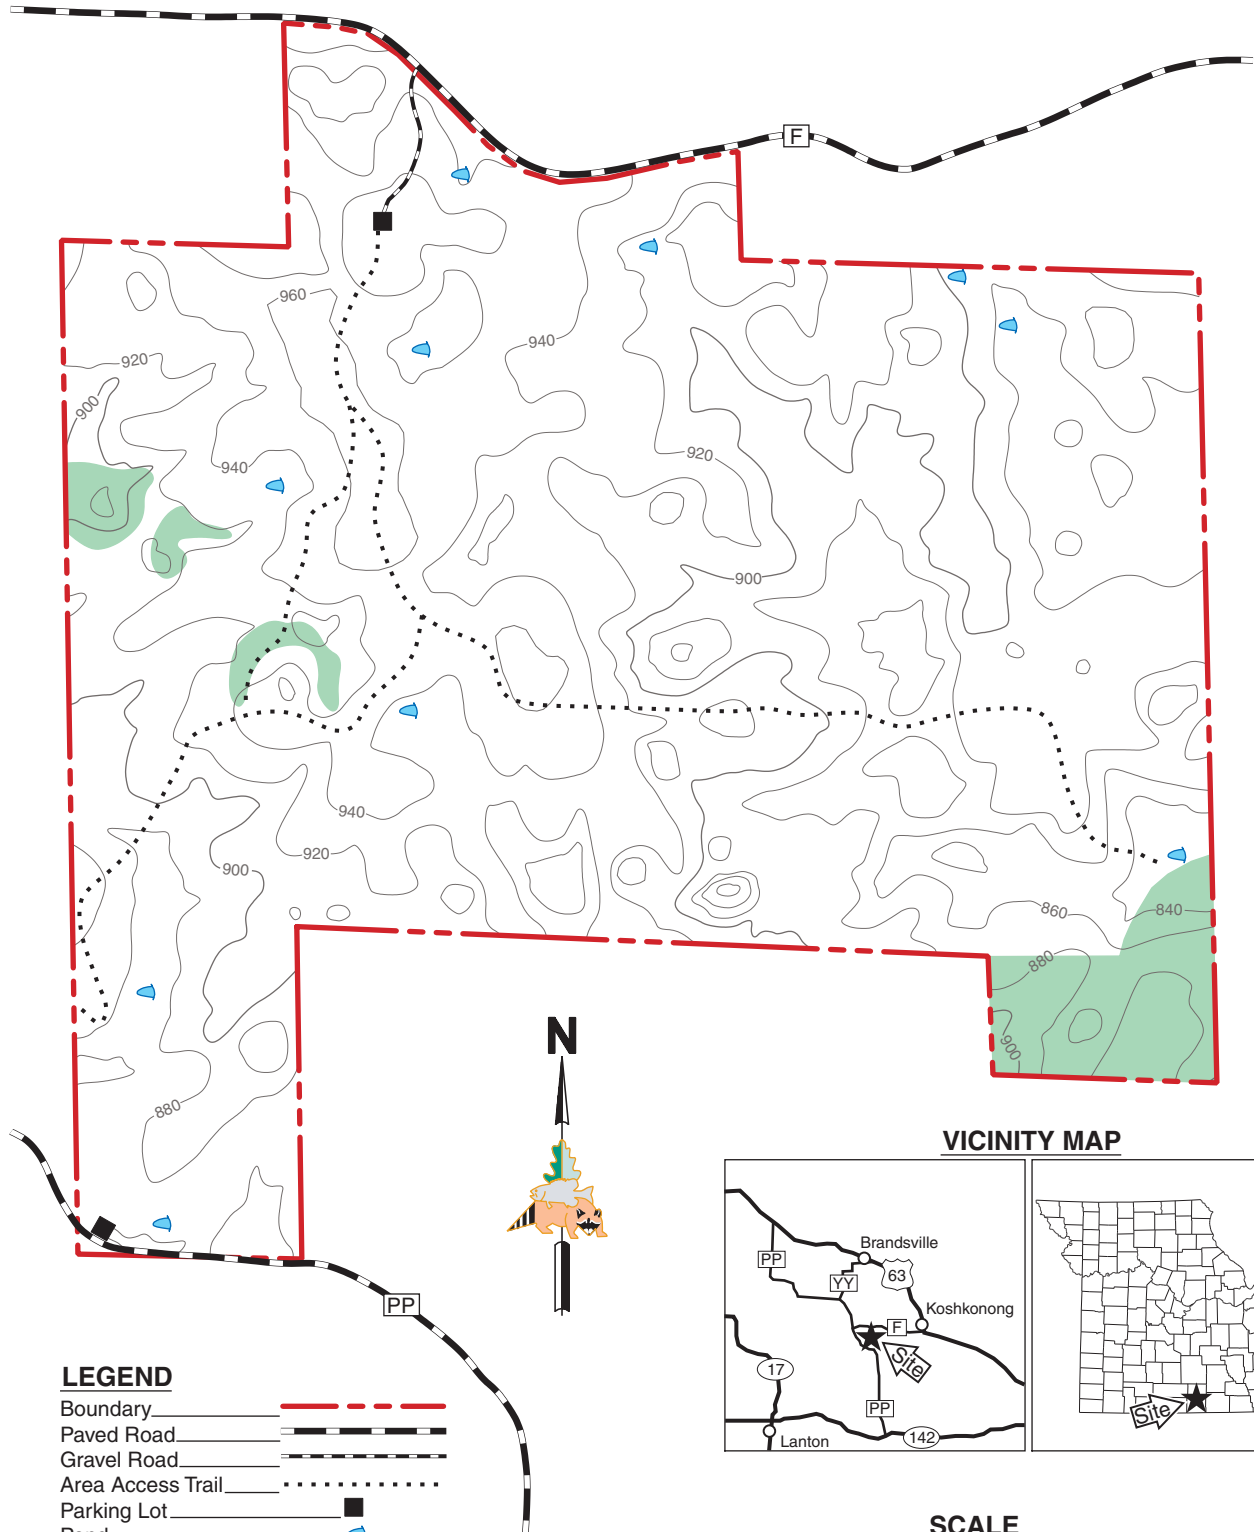 F
960
940
920
900
940
920
900
940
920
900
860
840
880
900
880
N
PP
VICINITY MAP
Brandsville
PP
YY
63
Koshkonong
F
Site
17
PP
142
Lanton
Site
LEGEND
Boundary
Paved Road
Gravel Road
Area Access Trail
Parking Lot
Pond
SCALE